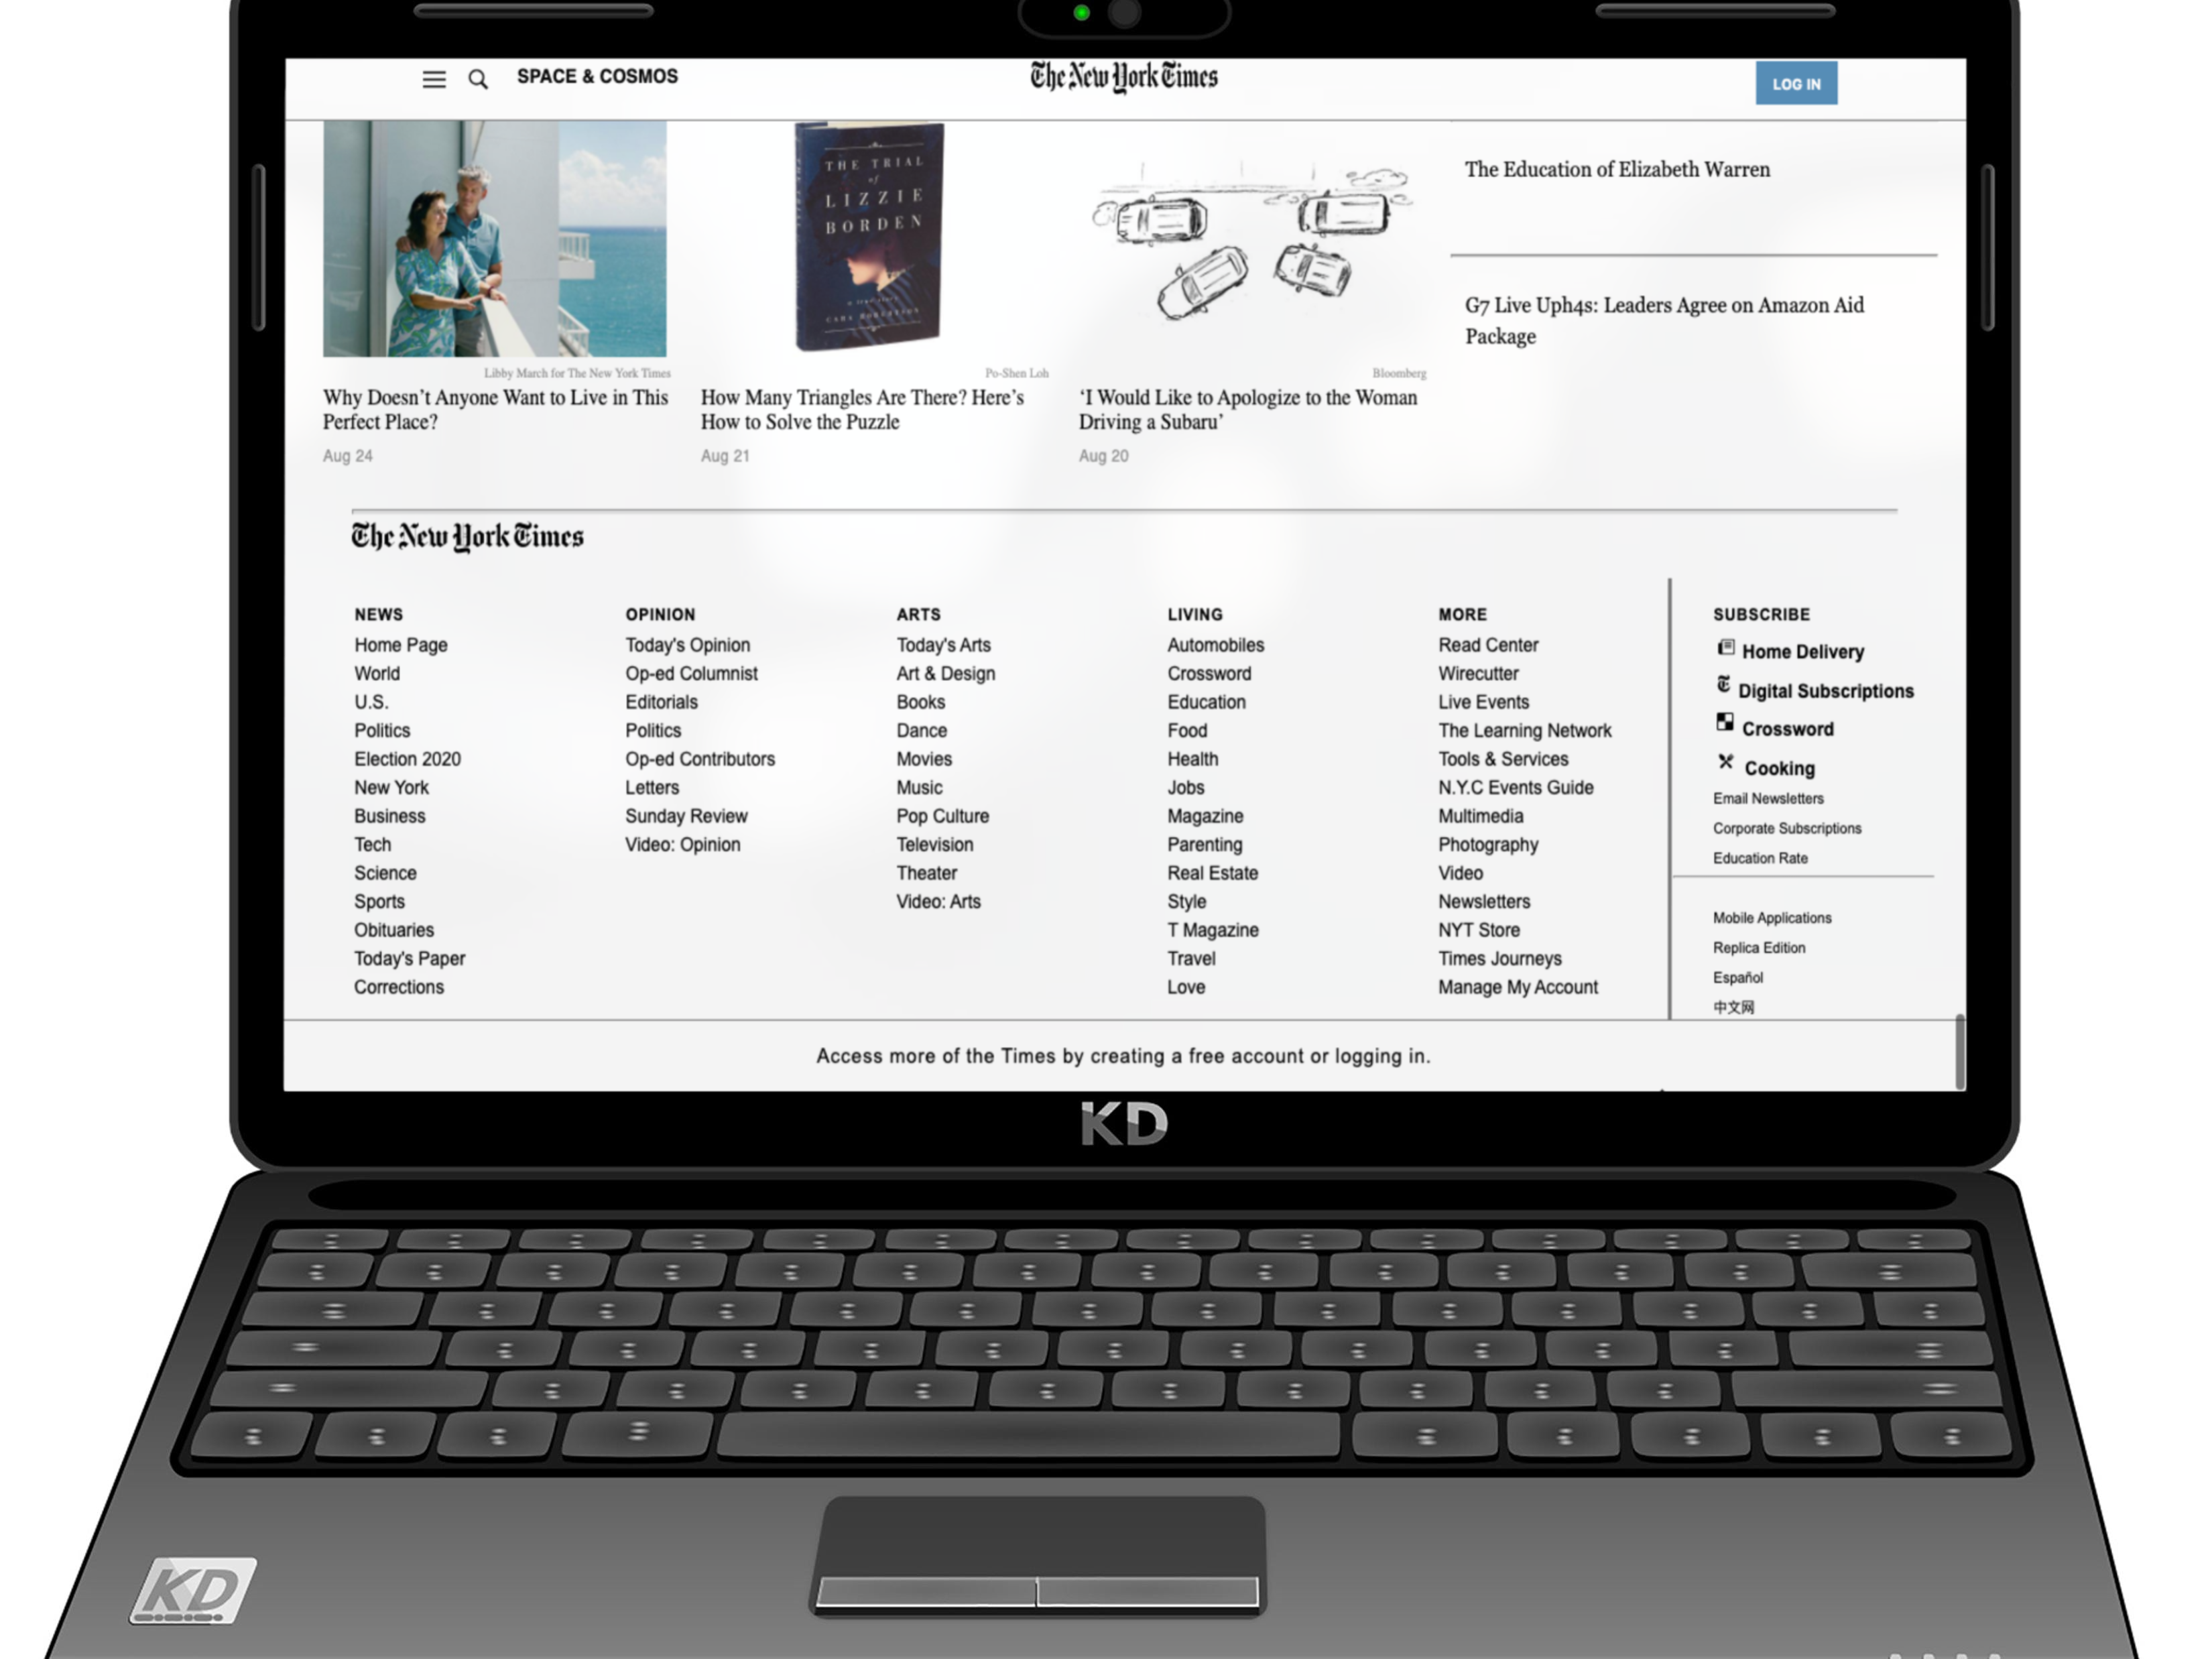 SPACE & COSMOS
The New York Times
LOG IN
THE TRIAL
of
LIZZIE
BORDEN
Libby March for The New York Times
Why Doesn't Anyone Want to Live in This
Perfect Place?
Aug 24
Po-Shen Loh
How Many Triangles Are There? Here's
How to Solve the Puzzle
Aug 21
Bloomberg
'I Would Like to Apologize to the Woman
Driving a Subaru'
Aug 20
The Education of Elizabeth Warren
G7 Live Uph4s: Leaders Agree on Amazon Aid
Package
The New York Times
NEWS
Home Page
World
U.S.
Politics
Election 2020
New York
Business
Tech
Science
Sports
Obituaries
Today's Paper
Corrections
OPINION
Today's Opinion
Op-ed Columnist
Editorials
Politics
Op-ed Contributors
Letters
Sunday Review
Video: Opinion
ARTS
Today's Arts
Art & Design
Books
Dance
Movies
Music
Pop Culture
Television
Theater
Video: Arts
LIVING
Automobiles
Crossword
Education
Food
Health
Jobs
Magazine
Parenting
Real Estate
Style
T Magazine
Travel
Love
MORE
Read Center
Wirecutter
Live Events
The Learning Network
Tools & Services
N.Y.C Events Guide
Multimedia
Photography
Video
Newsletters
NYT Store
Times Journeys
Manage My Account
SUBSCRIBE
Home Delivery
Digital Subscriptions
Crossword
Cooking
Email Newsletters
Corporate Subscriptions
Education Rate
Mobile Applications
Replica Edition
Español
中文网
Access more of the Times by creating a free account or logging in.
KD
KD